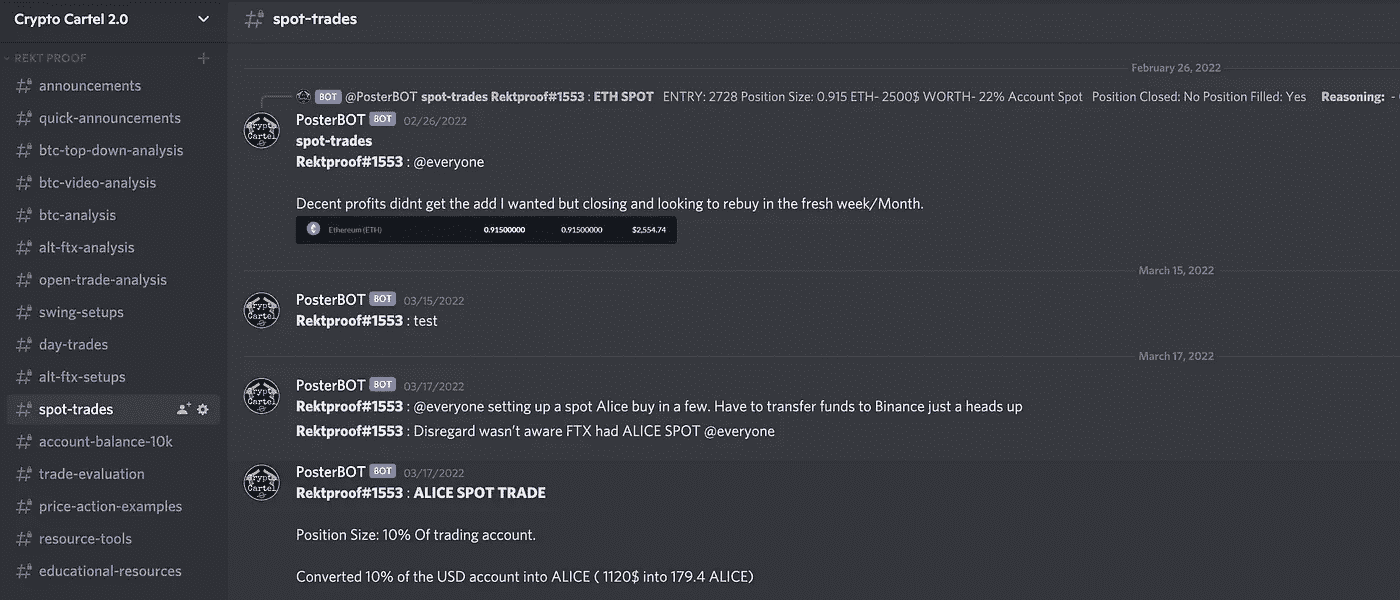 Crypto Cartel 2.0
spot-trades
REKT PROOF
announcements
quick-announcements
btc-top-down-analysis
btc-video-analysis
btc-analysis
alt-ftx-analysis
open-trade-analysis
swing-setups
day-trades
alt-ftx-setups
spot-trades
account-balance-10k
trade-evaluation
price-action-examples
resource-tools
educational-resources
February 26, 2022
BOT @PosterBOT spot-trades Rektproof#1553 : ETH SPOT ENTRY: 2728 Position Size: 0.915 ETH- 2500$ WORTH- 22% Account Spot Position Closed: No Position Filled: Yes Reasoning: -
PosterBOT BOT 02/26/2022
Crypto Cartel
spot-trades
Rektproof#1553 : @everyone
Decent profits didnt get the add I wanted but closing and looking to rebuy in the fresh week/Month.
Ethereum (ETH) 0.91500000 0.91500000 $2,554.74
March 15, 2022
PosterBOT BOT 03/15/2022
Crypto Cartel
Rektproof#1553 : test
March 17, 2022
PosterBOT BOT 03/17/2022
Crypto Cartel
Rektproof#1553 : @everyone setting up a spot Alice buy in a few. Have to transfer funds to Binance just a heads up
Rektproof#1553 : Disregard wasn't aware FTX had ALICE SPOT @everyone
PosterBOT BOT 03/17/2022
Crypto Cartel
Rektproof#1553 : ALICE SPOT TRADE
Position Size: 10% Of trading account.
Converted 10% of the USD account into ALICE ( 1120$ into 179.4 ALICE)